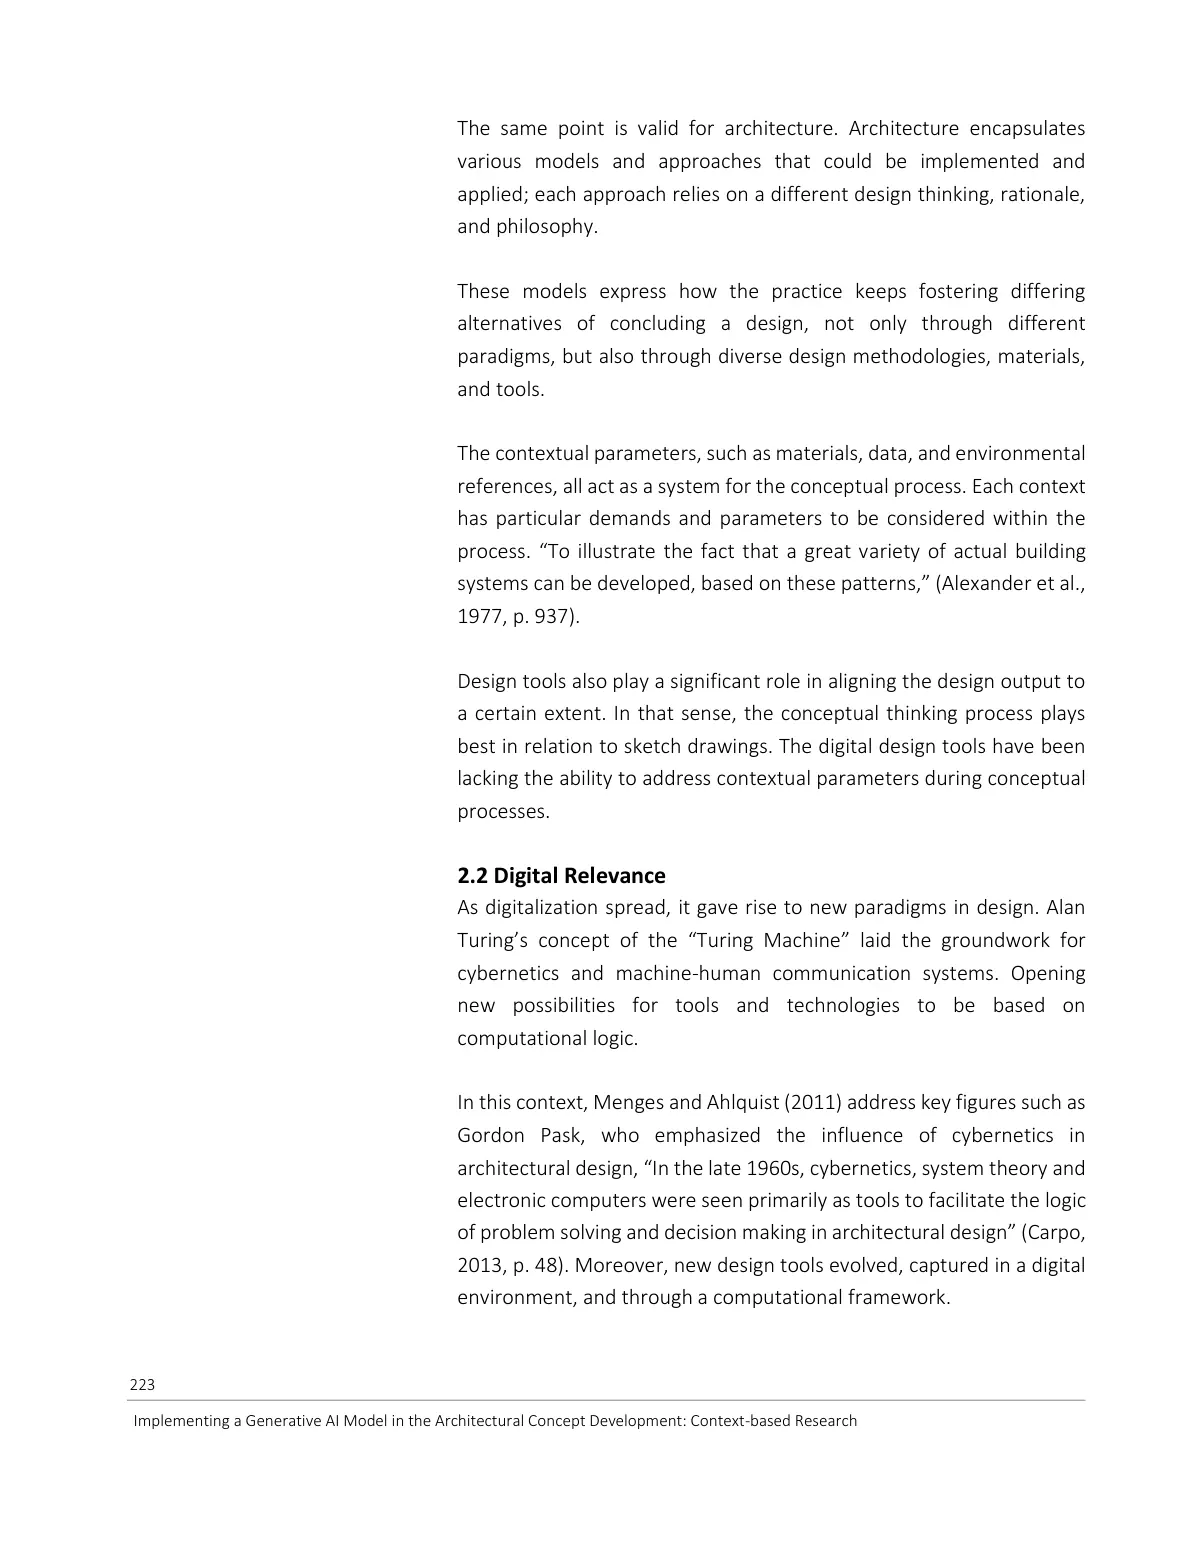 The same point is valid for architecture. Architecture encapsulates
various models and approaches that could be implemented and
applied; each approach relies on a different design thinking, rationale,
and philosophy.
These models express how the practice keeps fostering differing
alternatives of concluding a design, not only through different
paradigms, but also through diverse design methodologies, materials,
and tools.
The contextual parameters, such as materials, data, and environmental
references, all act as a system for the conceptual process. Each context
has particular demands and parameters to be considered within the
process. “To illustrate the fact that a great variety of actual building
systems can be developed, based on these patterns,” (Alexander et al.,
1977, p. 937).
Design tools also play a significant role in aligning the design output to
a certain extent. In that sense, the conceptual thinking process plays
best in relation to sketch drawings. The digital design tools have been
lacking the ability to address contextual parameters during conceptual
processes.
2.2 Digital Relevance
As digitalization spread, it gave rise to new paradigms in design. Alan
Turing’s concept of the “Turing Machine” laid the groundwork for
cybernetics and machine-human communication systems. Opening
new possibilities for tools and technologies to be based on
computational logic.
In this context, Menges and Ahlquist (2011) address key figures such as
Gordon Pask, who emphasized the influence of cybernetics in
architectural design, “In the late 1960s, cybernetics, system theory and
electronic computers were seen primarily as tools to facilitate the logic
of problem solving and decision making in architectural design” (Carpo,
2013, p. 48). Moreover, new design tools evolved, captured in a digital
environment, and through a computational framework.
223
Implementing a Generative AI Model in the Architectural Concept Development: Context-based Research